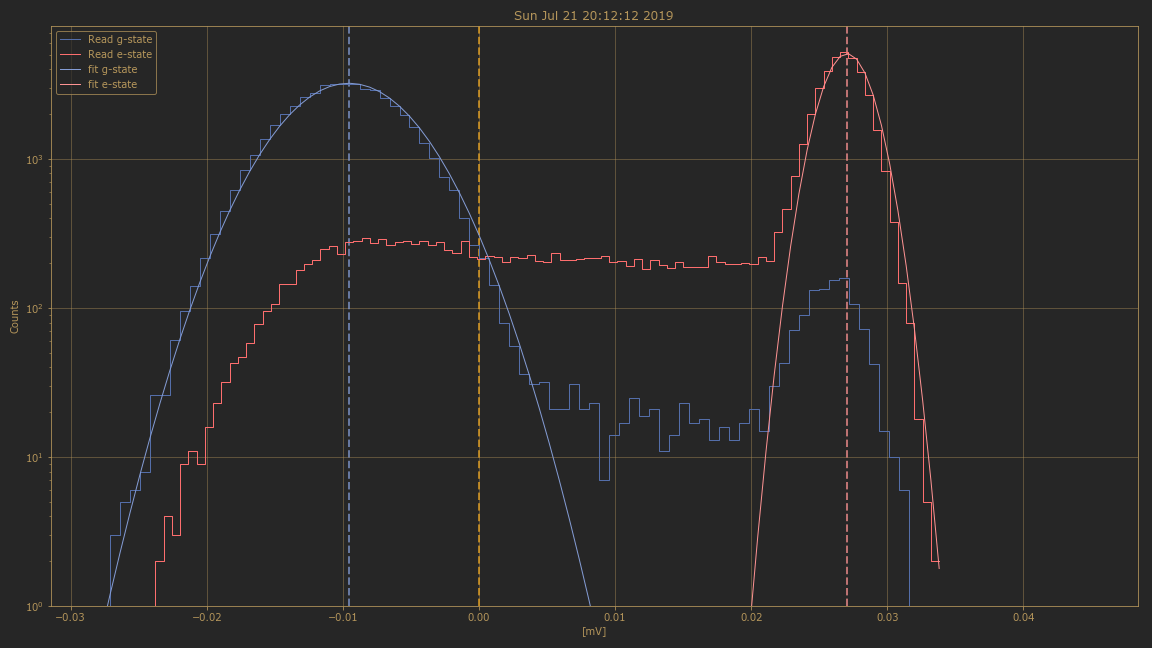 Sun Jul 21 20:12:12 2019
Read g-state
Read e-state
fit g-state
fit e-state
Counts
10³
10²
10¹
10⁰
−0.03 −0.02 −0.01 0.00 0.01 0.02 0.03 0.04
[mV]